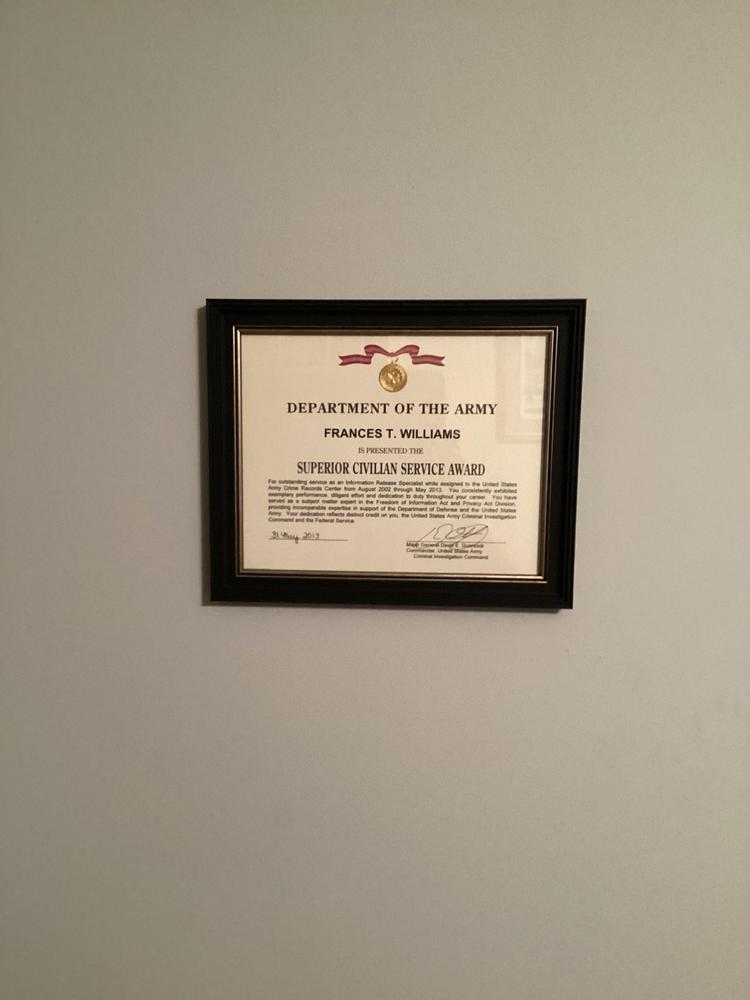 DEPARTMENT OF THE ARMY
FRANCES T. WILLIAMS
IS PRESENTED THE
SUPERIOR CIVILIAN SERVICE AWARD
For outstanding service as an Information Release Specialist while assigned to the United States
Army Crime Records Center from August 2002 through May 2013. You consistently exhibited
exemplary performance, diligent effort and dedication to duty throughout your career. You have
served as a subject matter expert in the Freedom of Information Act and Privacy Act Division,
providing incomparable expertise in support of the Department of Defense and the United States
Army. Your dedication reflects distinct credit on you, the United States Army Criminal Investigation
Command and the Federal Service
31 May 2013
Major General David E. Quantock
Commander, United States Army
Criminal Investigation Command